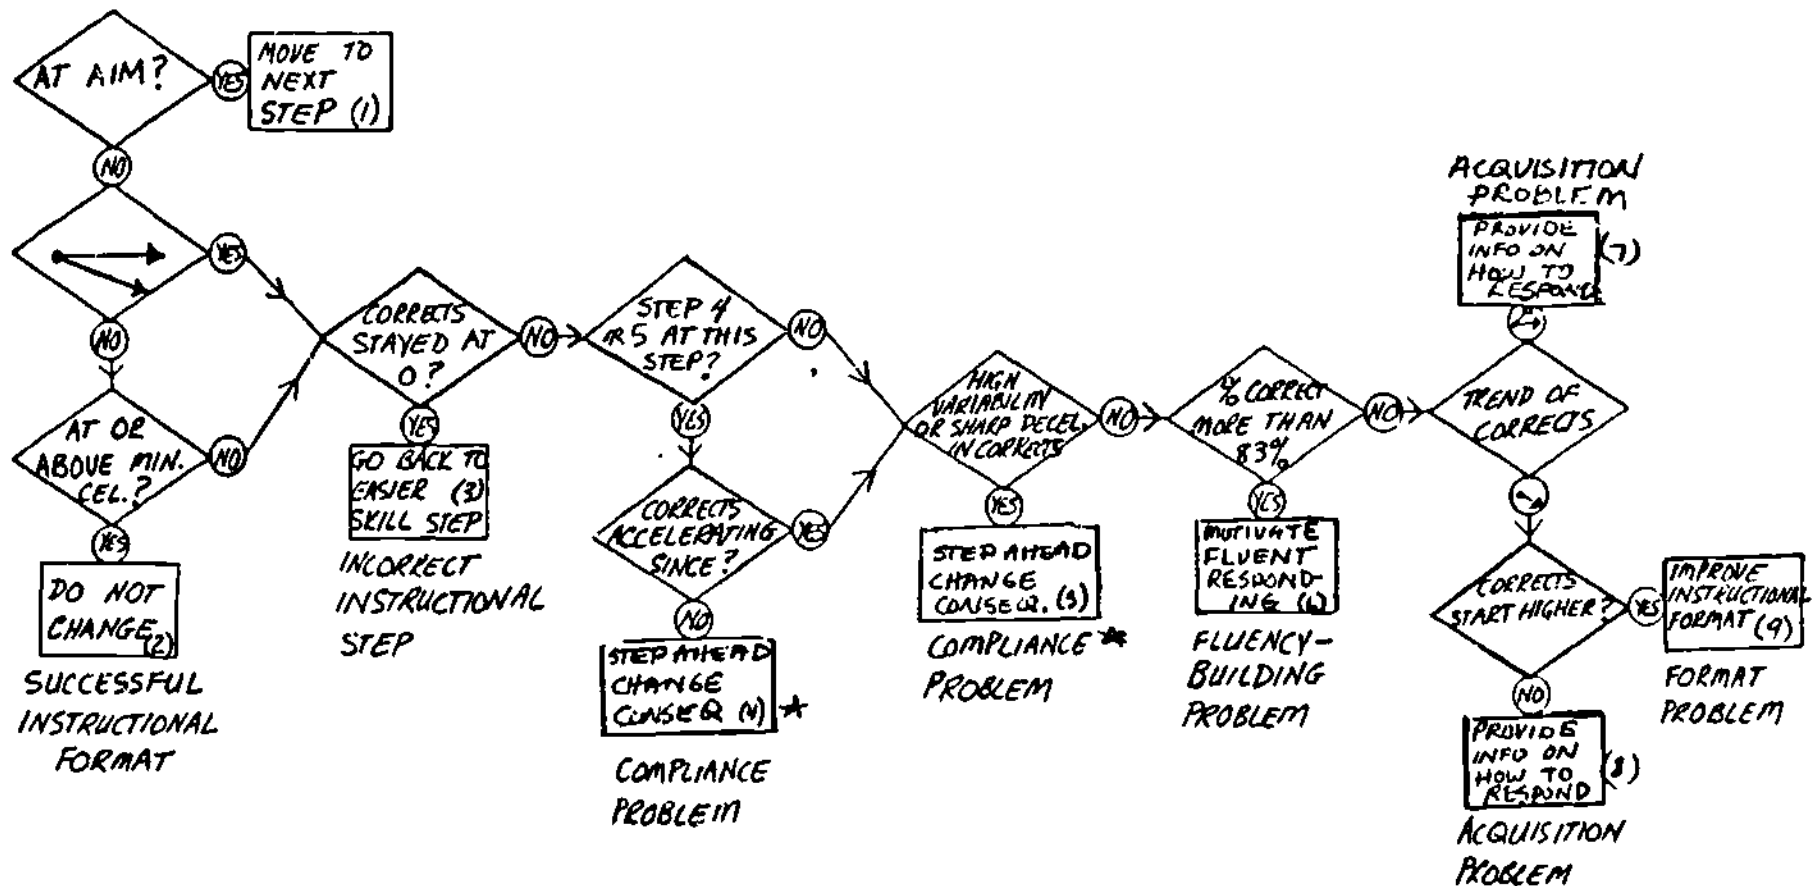 AT AIM?
YES
MOVE TO
NEXT
STEP (1)
NO
YES
NO
AT OR
ABOVE MIN.
CEL.?
NO
YES
DO NOT
CHANGE (2)
SUCCESSFUL
INSTRUCTIONAL
FORMAT
CORRECTS
STAYED AT
0?
NO
YES
GO BACK TO
EASIER (3)
SKILL STEP
INCORRECT
INSTRUCTIONAL
STEP
STEP 4
OR 5 AT THIS
STEP?
NO
YES
CORRECTS
ACCELERATING
SINCE?
YES
NO
STEP AHEAD
CHANGE
CONSEQ (4) ★
COMPLIANCE
PROBLEM
HIGH
VARIABILITY
OR SHARP DECEL.
IN CORRECTS
NO
YES
STEP AHEAD
CHANGE
CONSEQ. (5)
COMPLIANCE ★
PROBLEM
% CORRECT
MORE THAN
83%
NO
YES
MOTIVATE
FLUENT
RESPOND-
ING (6)
FLUENCY-
BUILDING
PROBLEM
ACQUISITION
PROBLEM
PROVIDE
INFO ON
HOW TO
RESPOND
(7)
TREND OF
CORRECTS
CORRECTS
START HIGHER?
YES
IMPROVE
INSTRUCTIONAL
FORMAT (9)
FORMAT
PROBLEM
NO
PROVIDE
INFO ON
HOW TO
RESPOND
(8)
ACQUISITION
PROBLEM